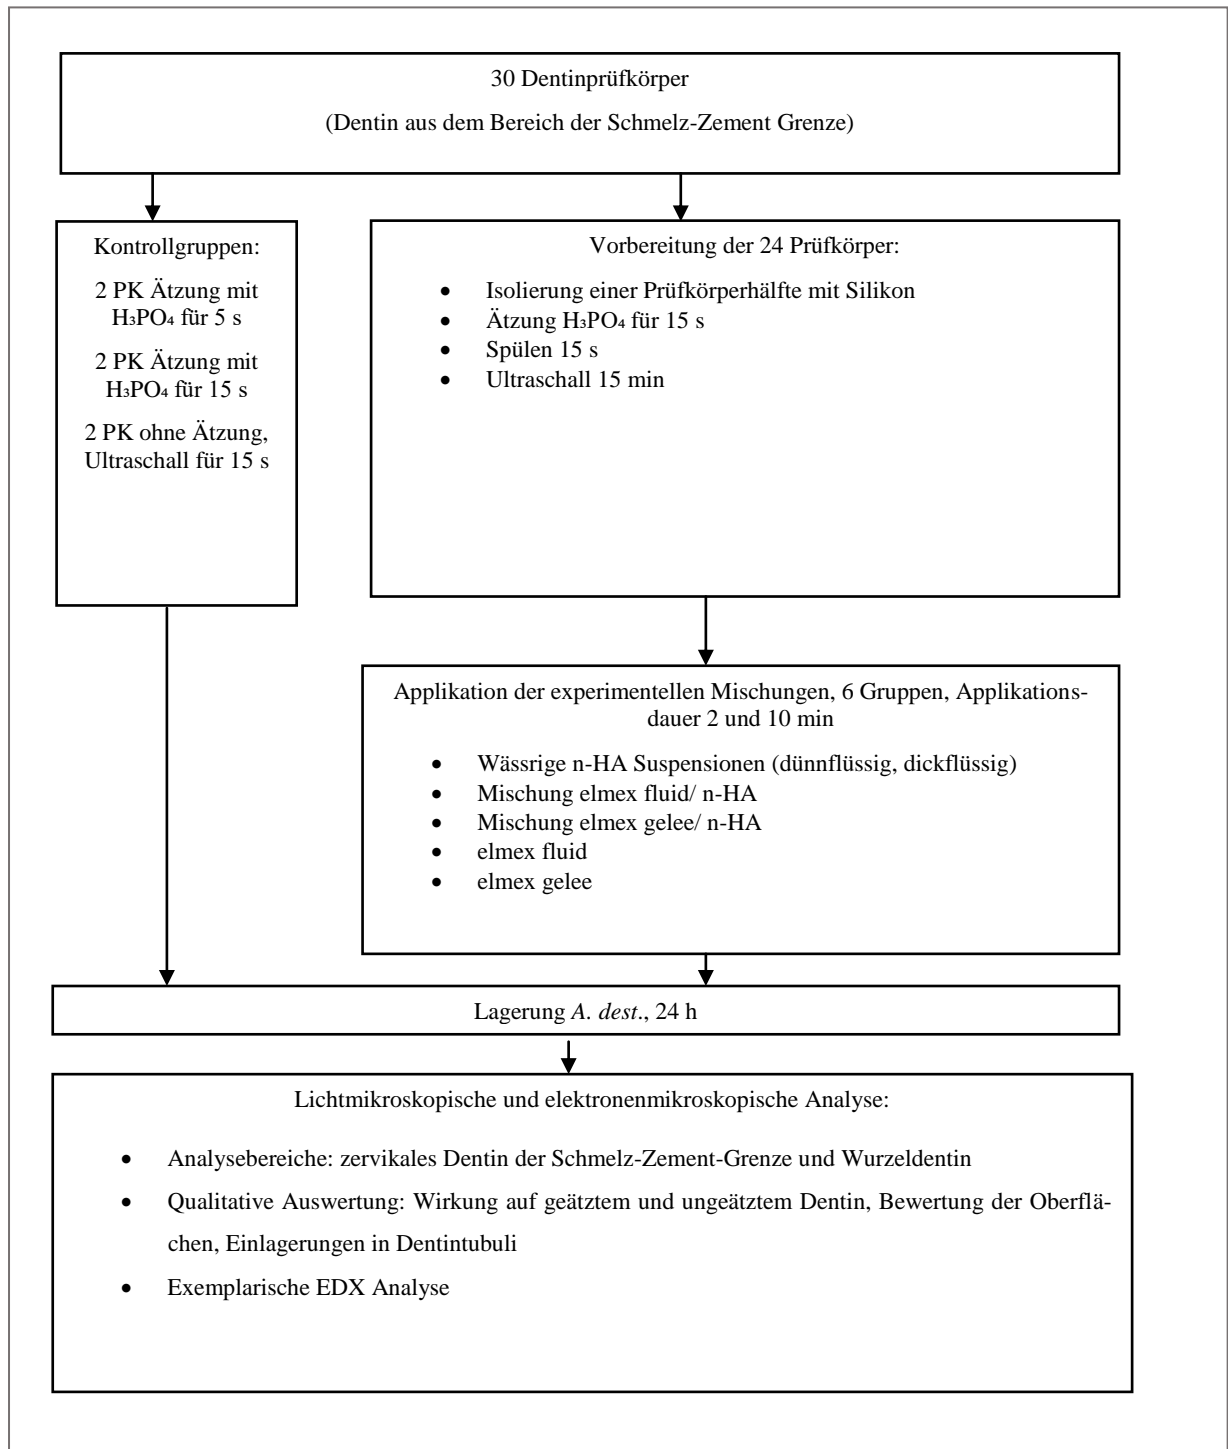 30 Dentinprüfkörper
(Dentin aus dem Bereich der Schmelz-Zement Grenze)
Kontrollgruppen:
2 PK Ätzung mit
H₃PO₄ für 5 s
2 PK Ätzung mit
H₃PO₄ für 15 s
2 PK ohne Ätzung,
Ultraschall für 15 s
Vorbereitung der 24 Prüfkörper:
• Isolierung einer Prüfkörperhälfte mit Silikon
• Ätzung H₃PO₄ für 15 s
• Spülen 15 s
• Ultraschall 15 min
Applikation der experimentellen Mischungen, 6 Gruppen, Applikations-
dauer 2 und 10 min
• Wässrige n-HA Suspensionen (dünnflüssig, dickflüssig)
• Mischung elmex fluid/ n-HA
• Mischung elmex gelee/ n-HA
• elmex fluid
• elmex gelee
Lagerung A. dest., 24 h
Lichtmikroskopische und elektronenmikroskopische Analyse:
• Analysebereiche: zervikales Dentin der Schmelz-Zement-Grenze und Wurzeldentin
• Qualitative Auswertung: Wirkung auf geätztem und ungeätztem Dentin, Bewertung der Oberflä-
chen, Einlagerungen in Dentintubuli
• Exemplarische EDX Analyse